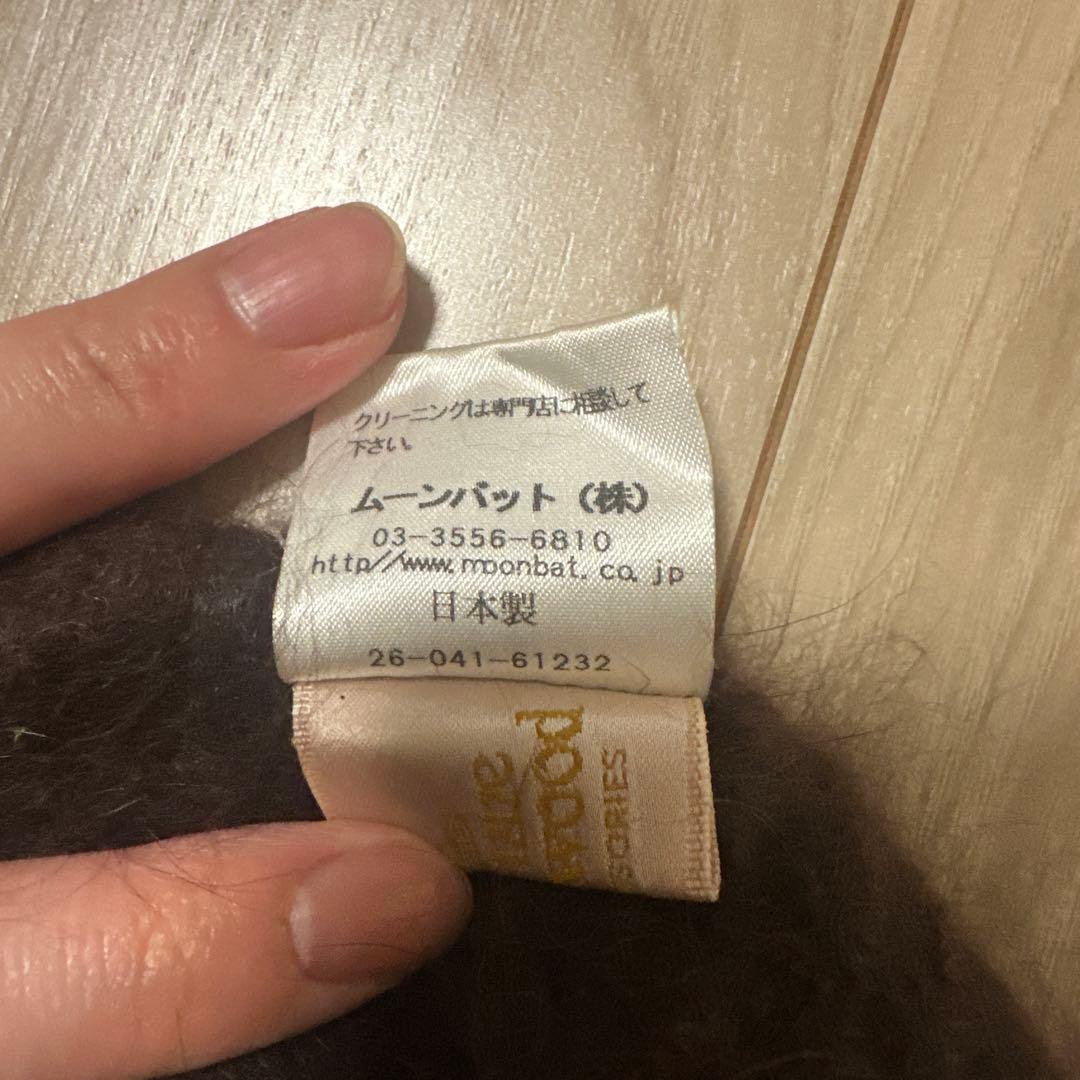 クリーニングは専門店に相談して
下さい。
ムーンバット（株）
03-3556-6810
http//www.moonbat.co.jp
日本製
26-041-61232